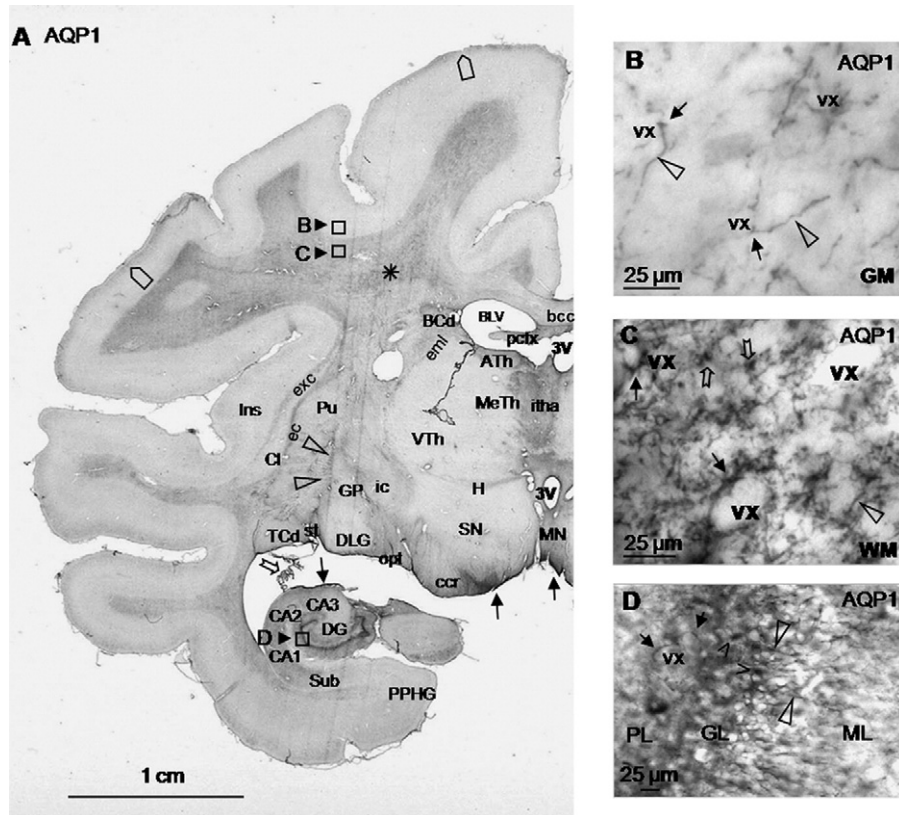 A AQP1
B
C
BCd
BLV
bcc
pclx
3V
eml
ATh
exc
Ins
Pu
MeTh
itha
ec
VTh
Cl
GP
ic
H
3V
SN
MN
TCd
st
DLG
opt
ccr
CA3
CA2
DG
D
CA1
Sub
PPHG
1 cm
B
AQP1
vx
vx
vx
25 µm
GM
C
AQP1
vx
vx
vx
25 µm
WM
D
AQP1
vx
PL
GL
ML
25 µm